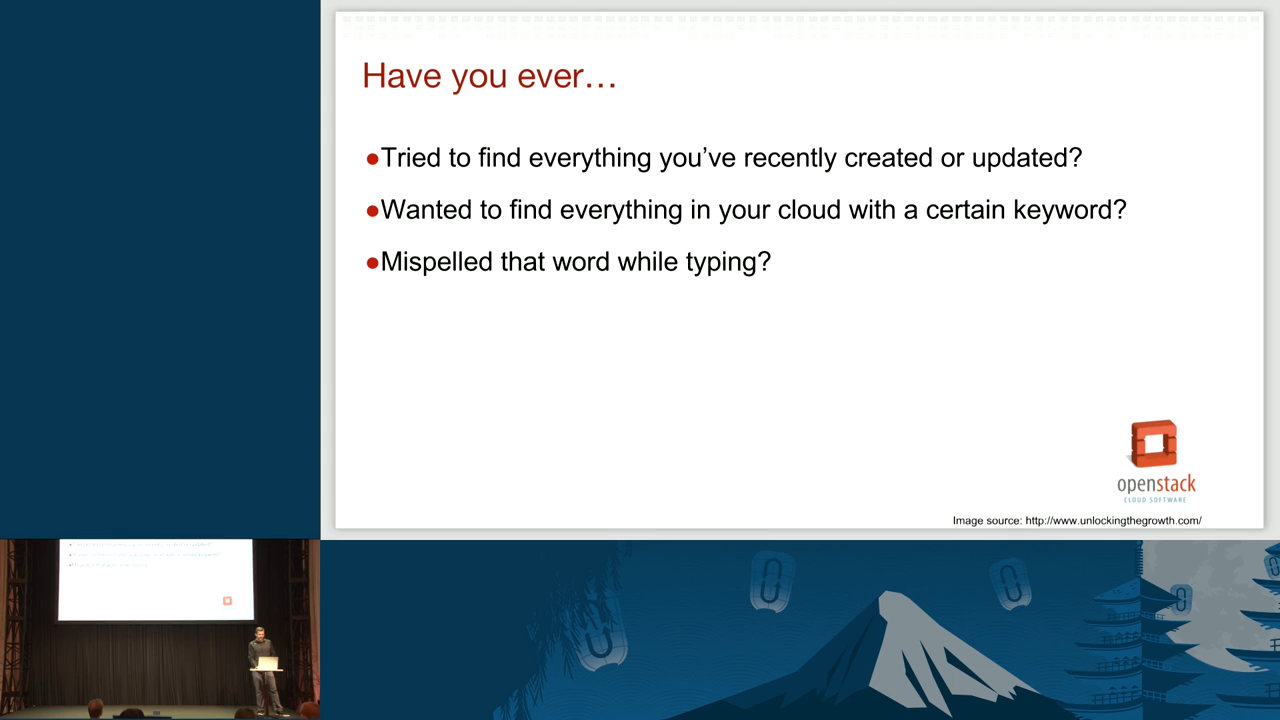 Have you ever…
●Tried to find everything you’ve recently created or updated?
●Wanted to find everything in your cloud with a certain keyword?
●Mispelled that word while typing?
openstack
CLOUD SOFTWARE
Image source: http://www.unlockingthegrowth.com/